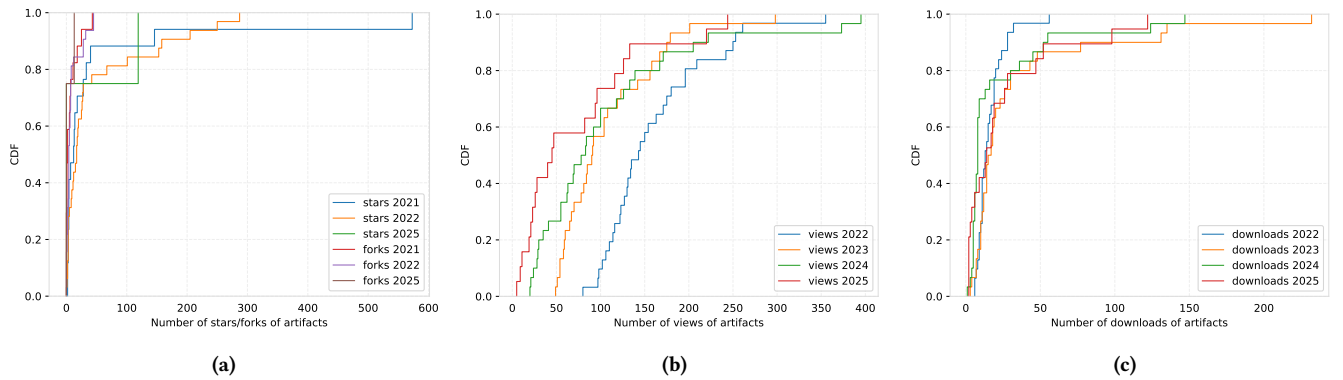 1.0
0.8
0.6
0.4
0.2
0.0
CDF
0 100 200 300 400 500 600
Number of stars/forks of artifacts
stars 2021
stars 2022
stars 2025
forks 2021
forks 2022
forks 2025
(a)
1.0
0.8
0.6
0.4
0.2
0.0
CDF
0 50 100 150 200 250 300 350 400
Number of views of artifacts
views 2022
views 2023
views 2024
views 2025
(b)
1.0
0.8
0.6
0.4
0.2
0.0
CDF
0 50 100 150 200
Number of downloads of artifacts
downloads 2022
downloads 2023
downloads 2024
downloads 2025
(c)